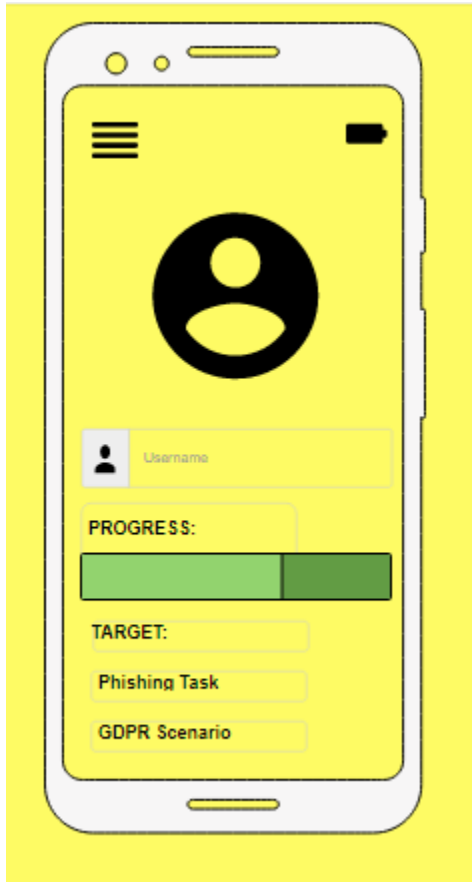 Username
PROGRESS:
TARGET:
Phishing Task
GDPR Scenario